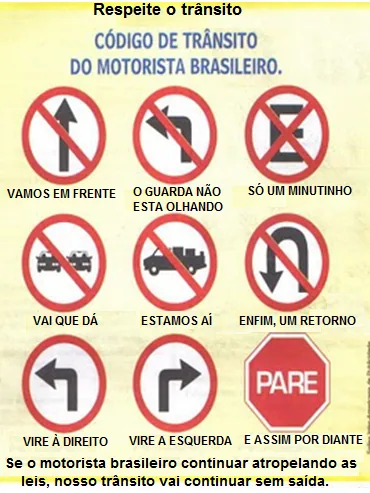 Respeite o trânsito
CÓDIGO DE TRÂNSITO
DO MOTORISTA BRASILEIRO.
E
VAMOS EM FRENTE
O GUARDA NÃO
ESTA OLHANDO
SÓ UM MINUTINHO
VAI QUE DÁ
ESTAMOS AÍ
ENFIM, UM RETORNO
PARE
VIRE À DIREITO
VIRE A ESQUERDA
E ASSIM POR DIANTE
Se o motorista brasileiro continuar atropelando as
leis, nosso trânsito vai continuar sem saída.